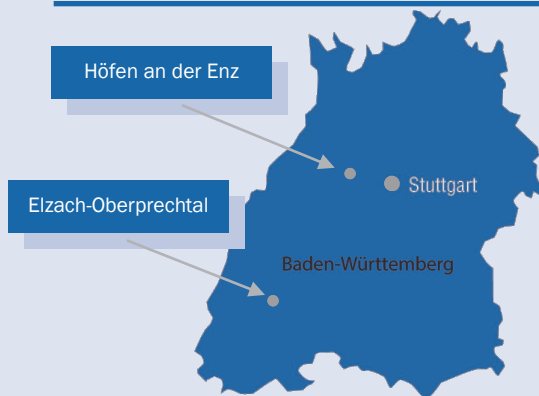 Höfen an der Enz
Stuttgart
Elzach-Oberprechtal
Baden-Württemberg